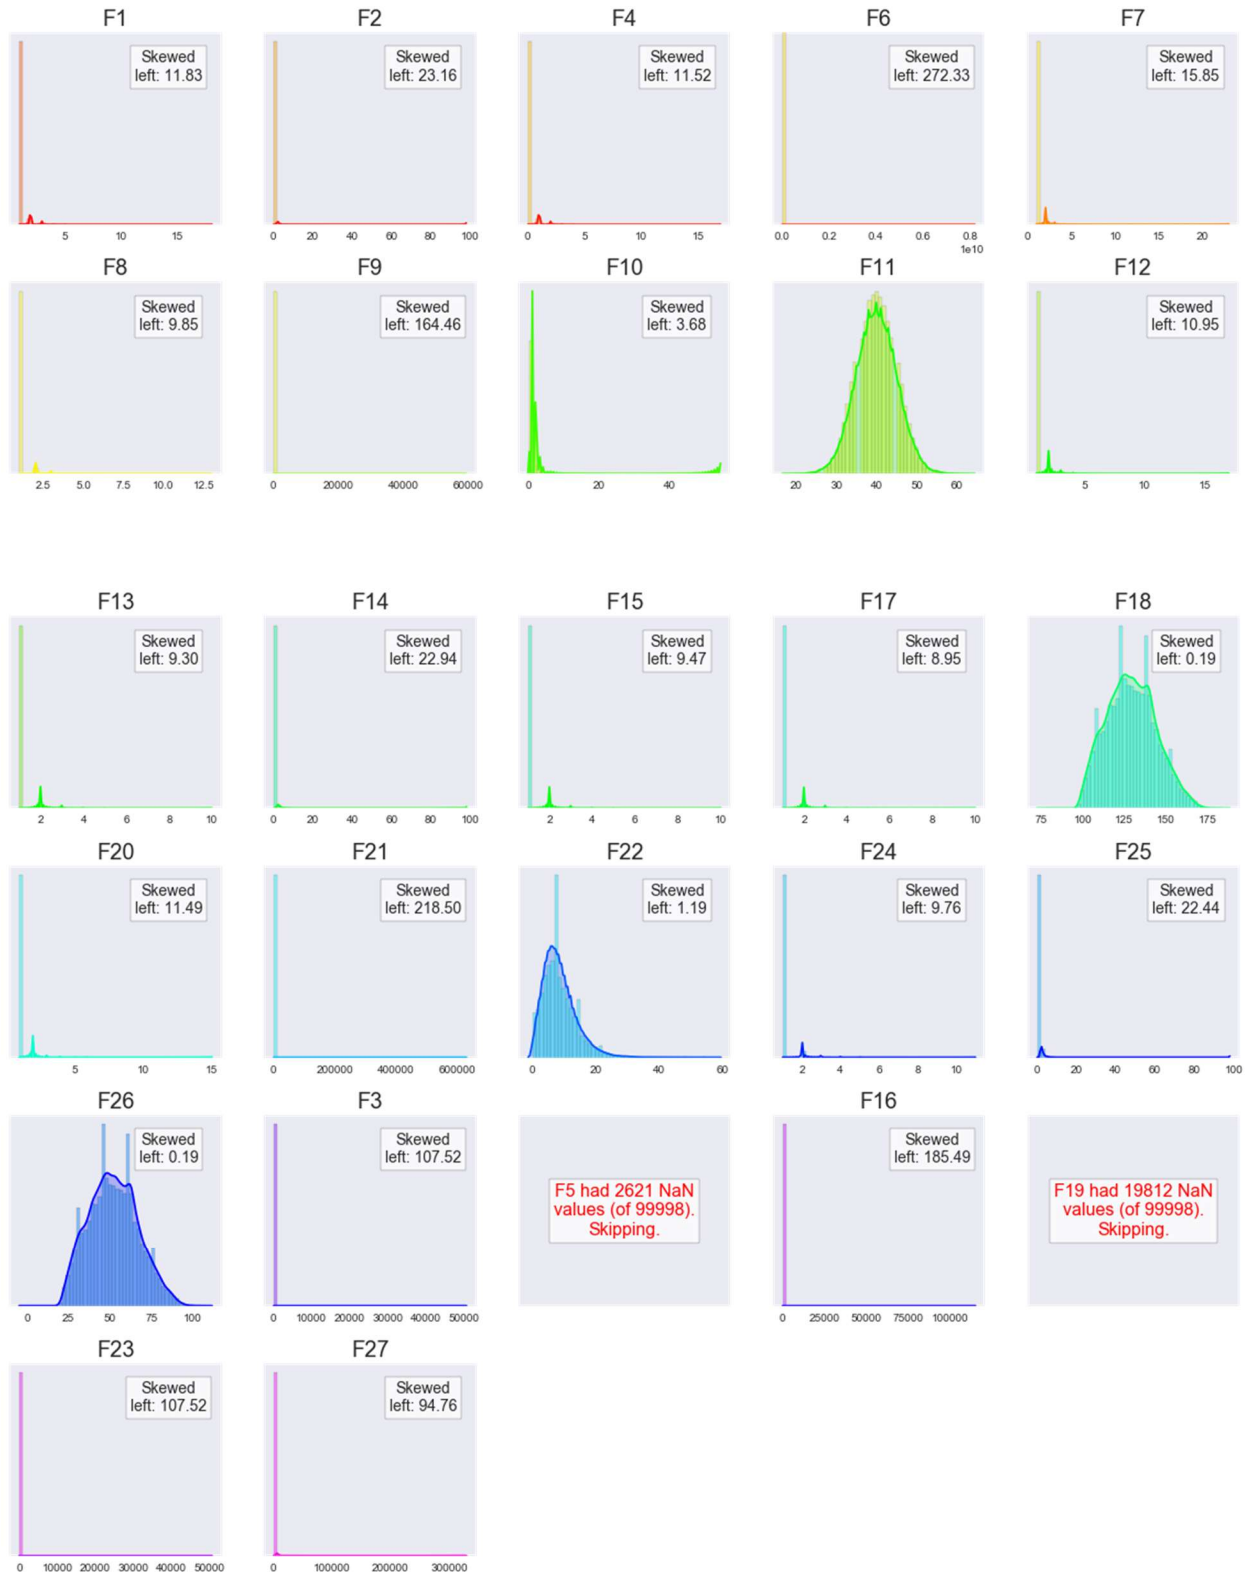 F1 F2 F4 F6 F7
Skewed Skewed Skewed Skewed Skewed
left: 11.83 left: 23.16 left: 11.52 left: 272.33 left: 15.85
5 10 15 0 20 40 60 80 100 0 5 10 15 0.0 0.2 0.4 0.6 0.8 0 5 10 15 20
1e10
F8 F9 F10 F11 F12
Skewed Skewed Skewed Skewed
left: 9.85 left: 164.46 left: 3.68 left: 10.95
2.5 5.0 7.5 10.0 12.5 0 20000 40000 60000 0 20 40 20 30 40 50 60 5 10 15
F13 F14 F15 F17 F18
Skewed Skewed Skewed Skewed Skewed
left: 9.30 left: 22.94 left: 9.47 left: 8.95 left: 0.19
2 4 6 8 10 0 20 40 60 80 100 2 4 6 8 10 2 4 6 8 10 75 100 125 150 175
F20 F21 F22 F24 F25
Skewed Skewed Skewed Skewed Skewed
left: 11.49 left: 218.50 left: 1.19 left: 9.76 left: 22.44
5 10 15 0 200000 400000 600000 0 20 40 60 2 4 6 8 10 0 20 40 60 80 100
F26 F3 F16
Skewed Skewed Skewed
left: 0.19 left: 107.52 left: 185.49
F5 had 2621 NaN F19 had 19812 NaN
values (of 99998). values (of 99998).
Skipping. Skipping.
0 25 50 75 100 0 10000 20000 30000 40000 50000 0 25000 50000 75000 100000
F23 F27
Skewed Skewed
left: 107.52 left: 94.76
0 10000 20000 30000 40000 50000 0 100000 200000 300000